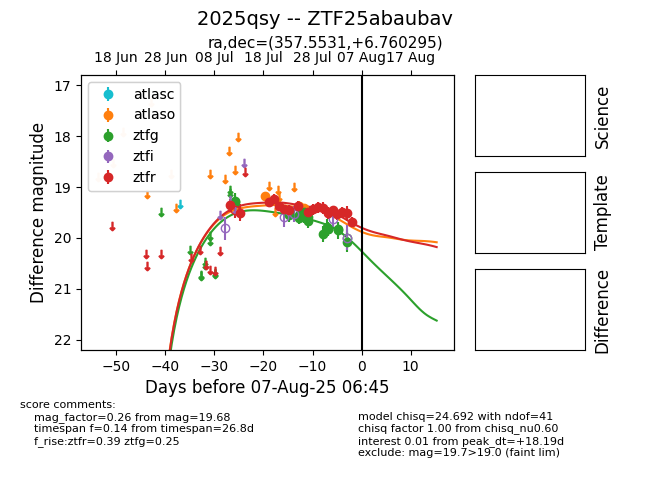 2025qsy -- ZTF25abaubav
ra,dec=(357.5531,+6.760295)
18 Jun 28 Jun 08 Jul 18 Jul 28 Jul 07 Aug 17 Aug
17
18
19
20
21
22
Difference magnitude
atlasc
atlaso
ztfg
ztfi
ztfr
−50 −40 −30 −20 −10 0 10
Days before 07-Aug-25 06:45
Science
Template
Difference
score comments:
mag_factor=0.26 from mag=19.68
timespan f=0.14 from timespan=26.8d
f_rise:ztfr=0.39 ztfg=0.25
model chisq=24.692 with ndof=41
chisq factor 1.00 from chisq_nu0.60
interest 0.01 from peak_dt=+18.19d
exclude: mag=19.7>19.0 (faint lim)